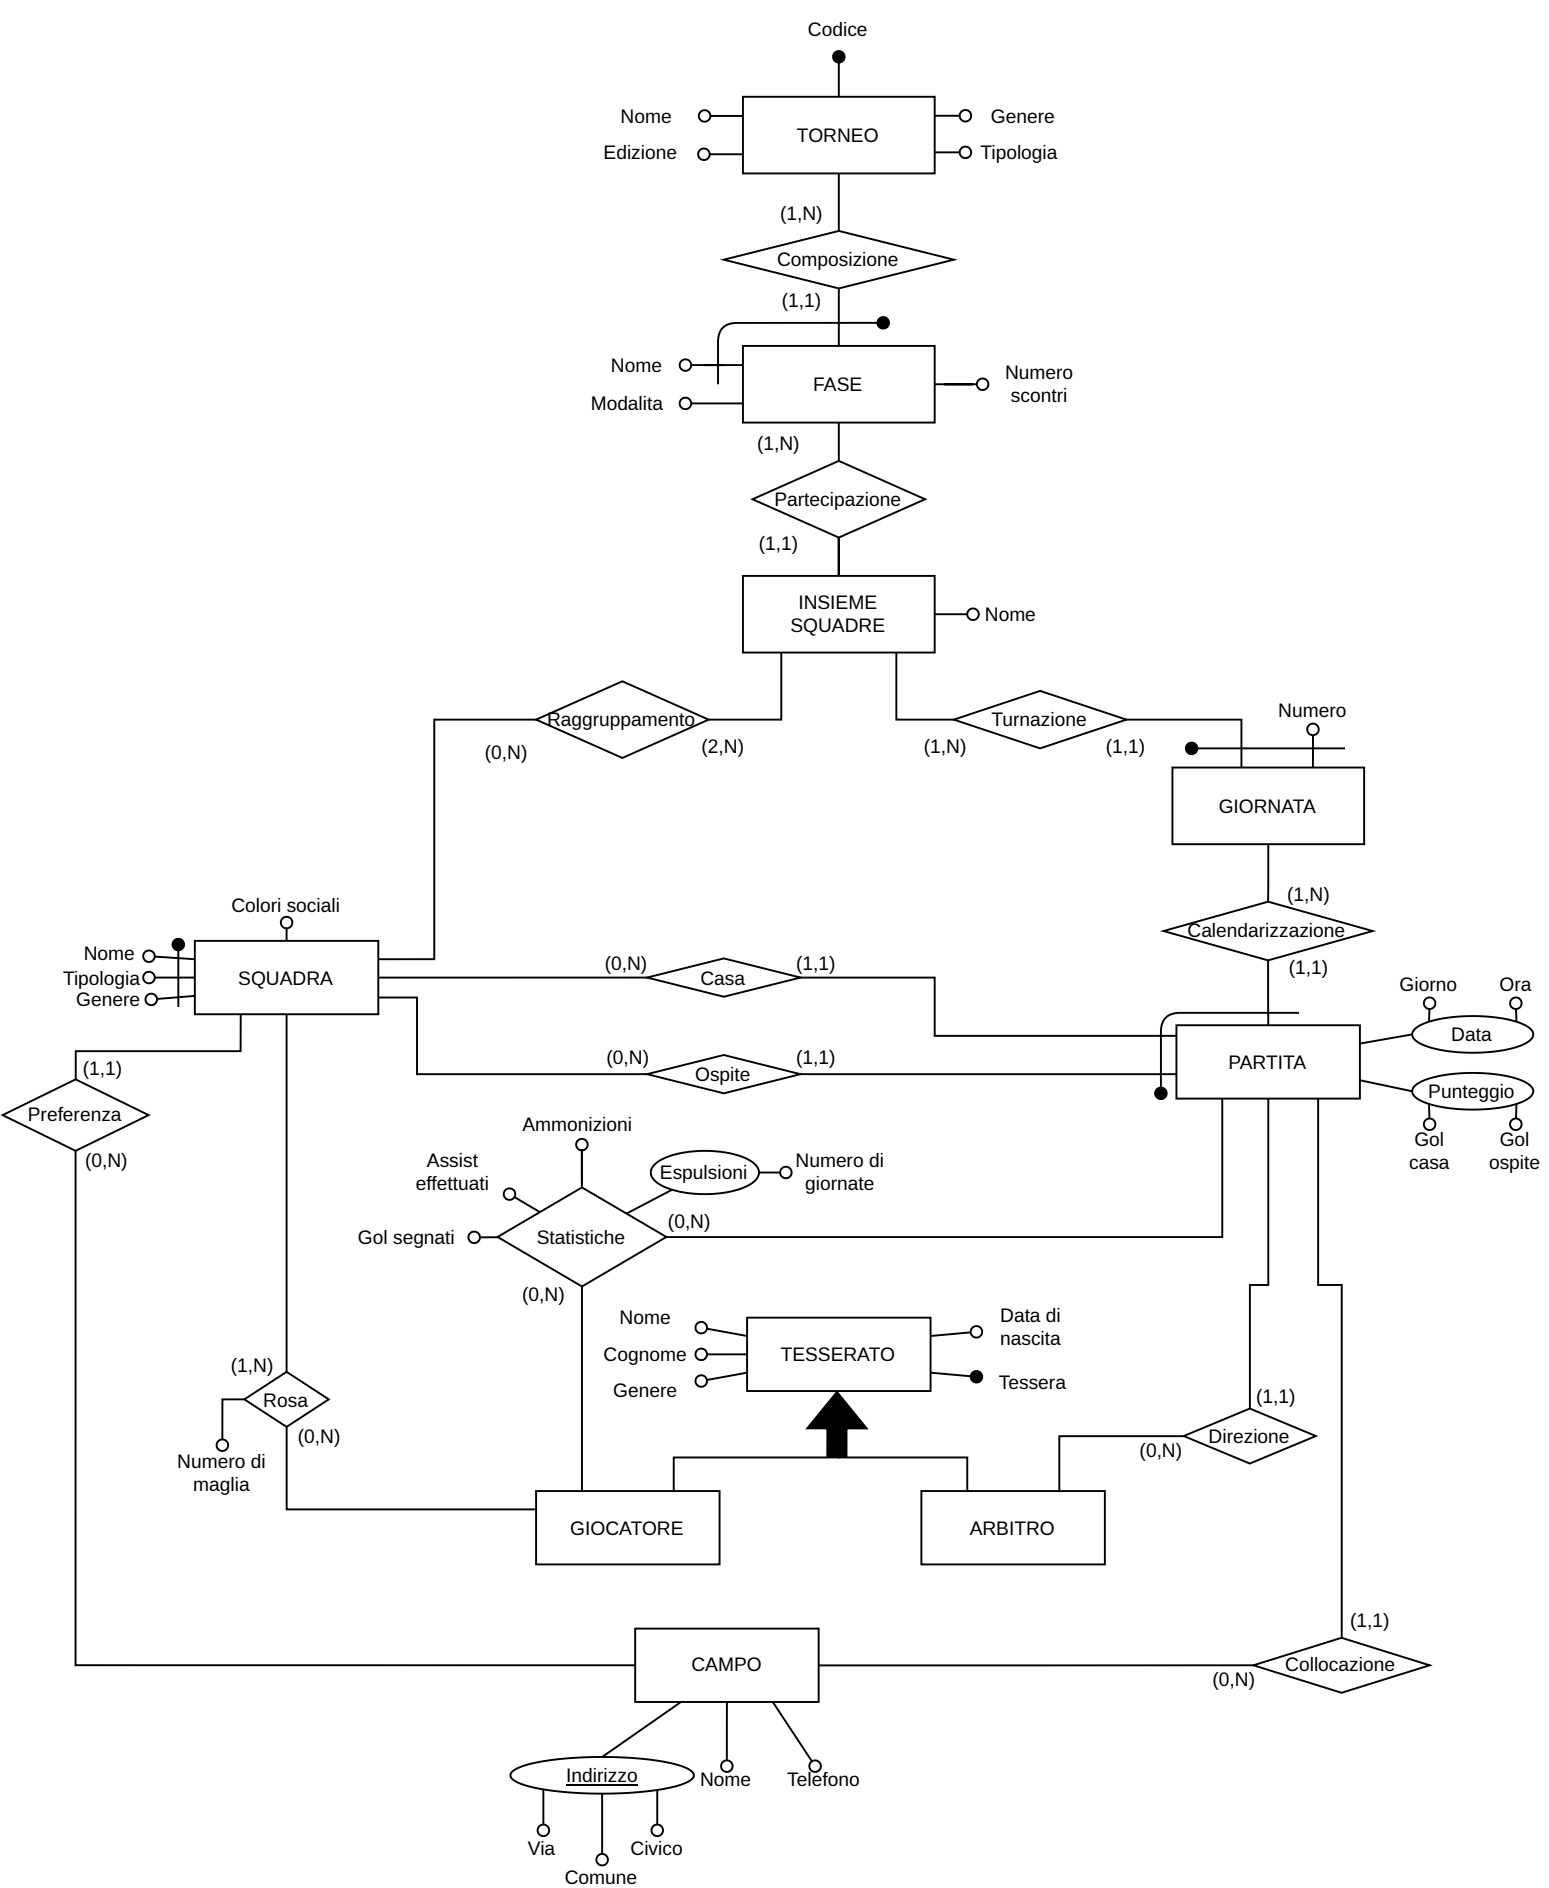 Codice
Nome
TORNEO
Genere
Edizione
Tipologia
(1,N)
Composizione
(1,1)
Nome
FASE
Numero
scontri
Modalita
(1,N)
Partecipazione
(1,1)
INSIEME
SQUADRE
Nome
Raggruppamento
Turnazione
Numero
(0,N)
(2,N)
(1,N)
(1,1)
GIORNATA
(1,N)
Calendarizzazione
(1,1)
Colori sociali
Nome
Tipologia
Genere
SQUADRA
(0,N)
Casa
(1,1)
Giorno
Ora
Data
PARTITA
(0,N)
Ospite
(1,1)
Punteggio
Gol
casa
Gol
ospite
(1,1)
Preferenza
(0,N)
Ammonizioni
Assist
effettuati
Espulsioni
Numero di
giornate
Gol segnati
Statistiche
(0,N)
(0,N)
Nome
Cognome
Genere
TESSERATO
Data di
nascita
Tessera
(1,N)
Rosa
(0,N)
Numero di
maglia
(1,1)
Direzione
(0,N)
GIOCATORE
ARBITRO
(1,1)
CAMPO
Collocazione
(0,N)
Indirizzo
Nome
Telefono
Via
Civico
Comune